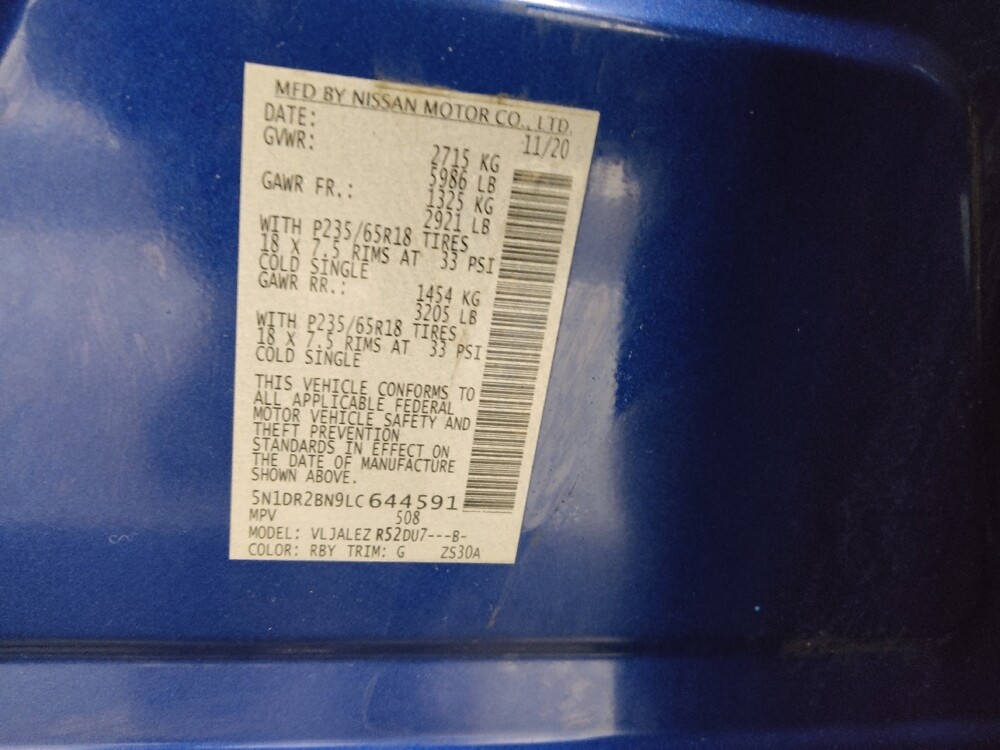 MFD BY NISSAN MOTOR CO., LTD.
DATE: 11/20
GVWR: 2715 KG
5986 LB
GAWR FR.: 1325 KG
2921 LB
WITH P235/65R18 TIRES
18 X 7.5 RIMS AT 33 PSI
COLD SINGLE
GAWR RR.: 1454 KG
3205 LB
WITH P235/65R18 TIRES
18 X 7.5 RIMS AT 33 PSI
COLD SINGLE
THIS VEHICLE CONFORMS TO
ALL APPLICABLE FEDERAL
MOTOR VEHICLE SAFETY AND
THEFT PREVENTION
STANDARDS IN EFFECT ON
THE DATE OF MANUFACTURE
SHOWN ABOVE.
5N1DR2BN9LC644591
MPV 508
MODEL: VLJALEZ R52DU7---B-
COLOR: RBY TRIM: G ZS30A